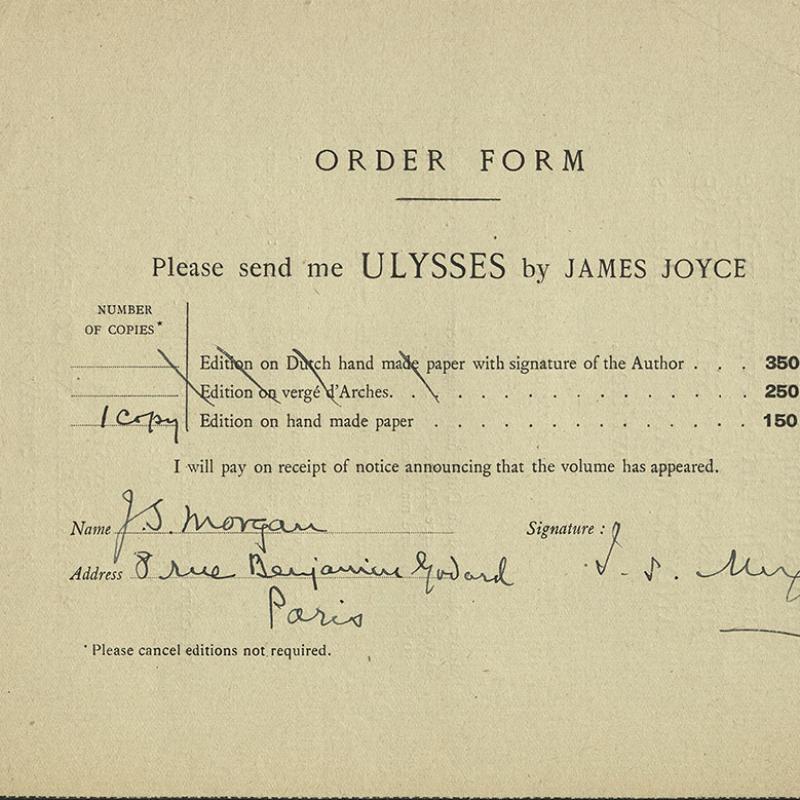 ORDER FORM
Please send me ULYSSES by JAMES JOYCE
NUMBER
OF COPIES*
Edition on Dutch hand made paper with signature of the Author . . . 350
Edition on vergé d'Arches. . . . . . . . . . . . . . 250
1 Copy Edition on hand made paper . . . . . . . . . . . . . 150
I will pay on receipt of notice announcing that the volume has appeared.
Name J.S. Morgan Signature : J. S.
Address 8 rue Benjamin Godard
Paris
* Please cancel editions not required.